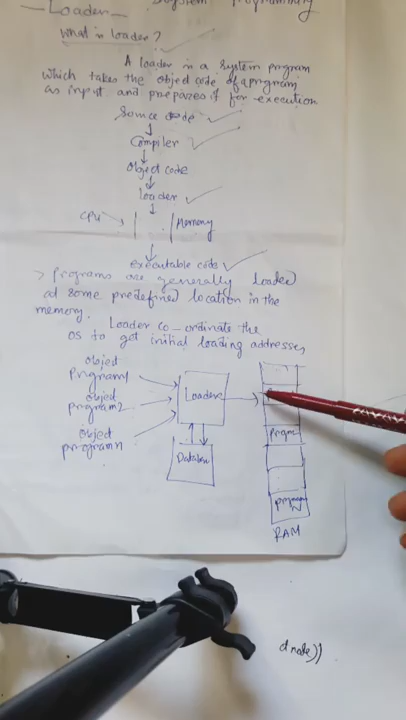 Loader
System programming
What is loader?
A loader is a system program
which takes the object code of a program
as input and prepares it for execution
Source code
Compiler
Object code
loader
CPU
Memory
executable code
> programs are generally loaded
at some predefined location in the
memory.
Loader co-ordinate the
os to get initial loading addresses,
object
program1
object
program2
object
programn
Loader
RAM